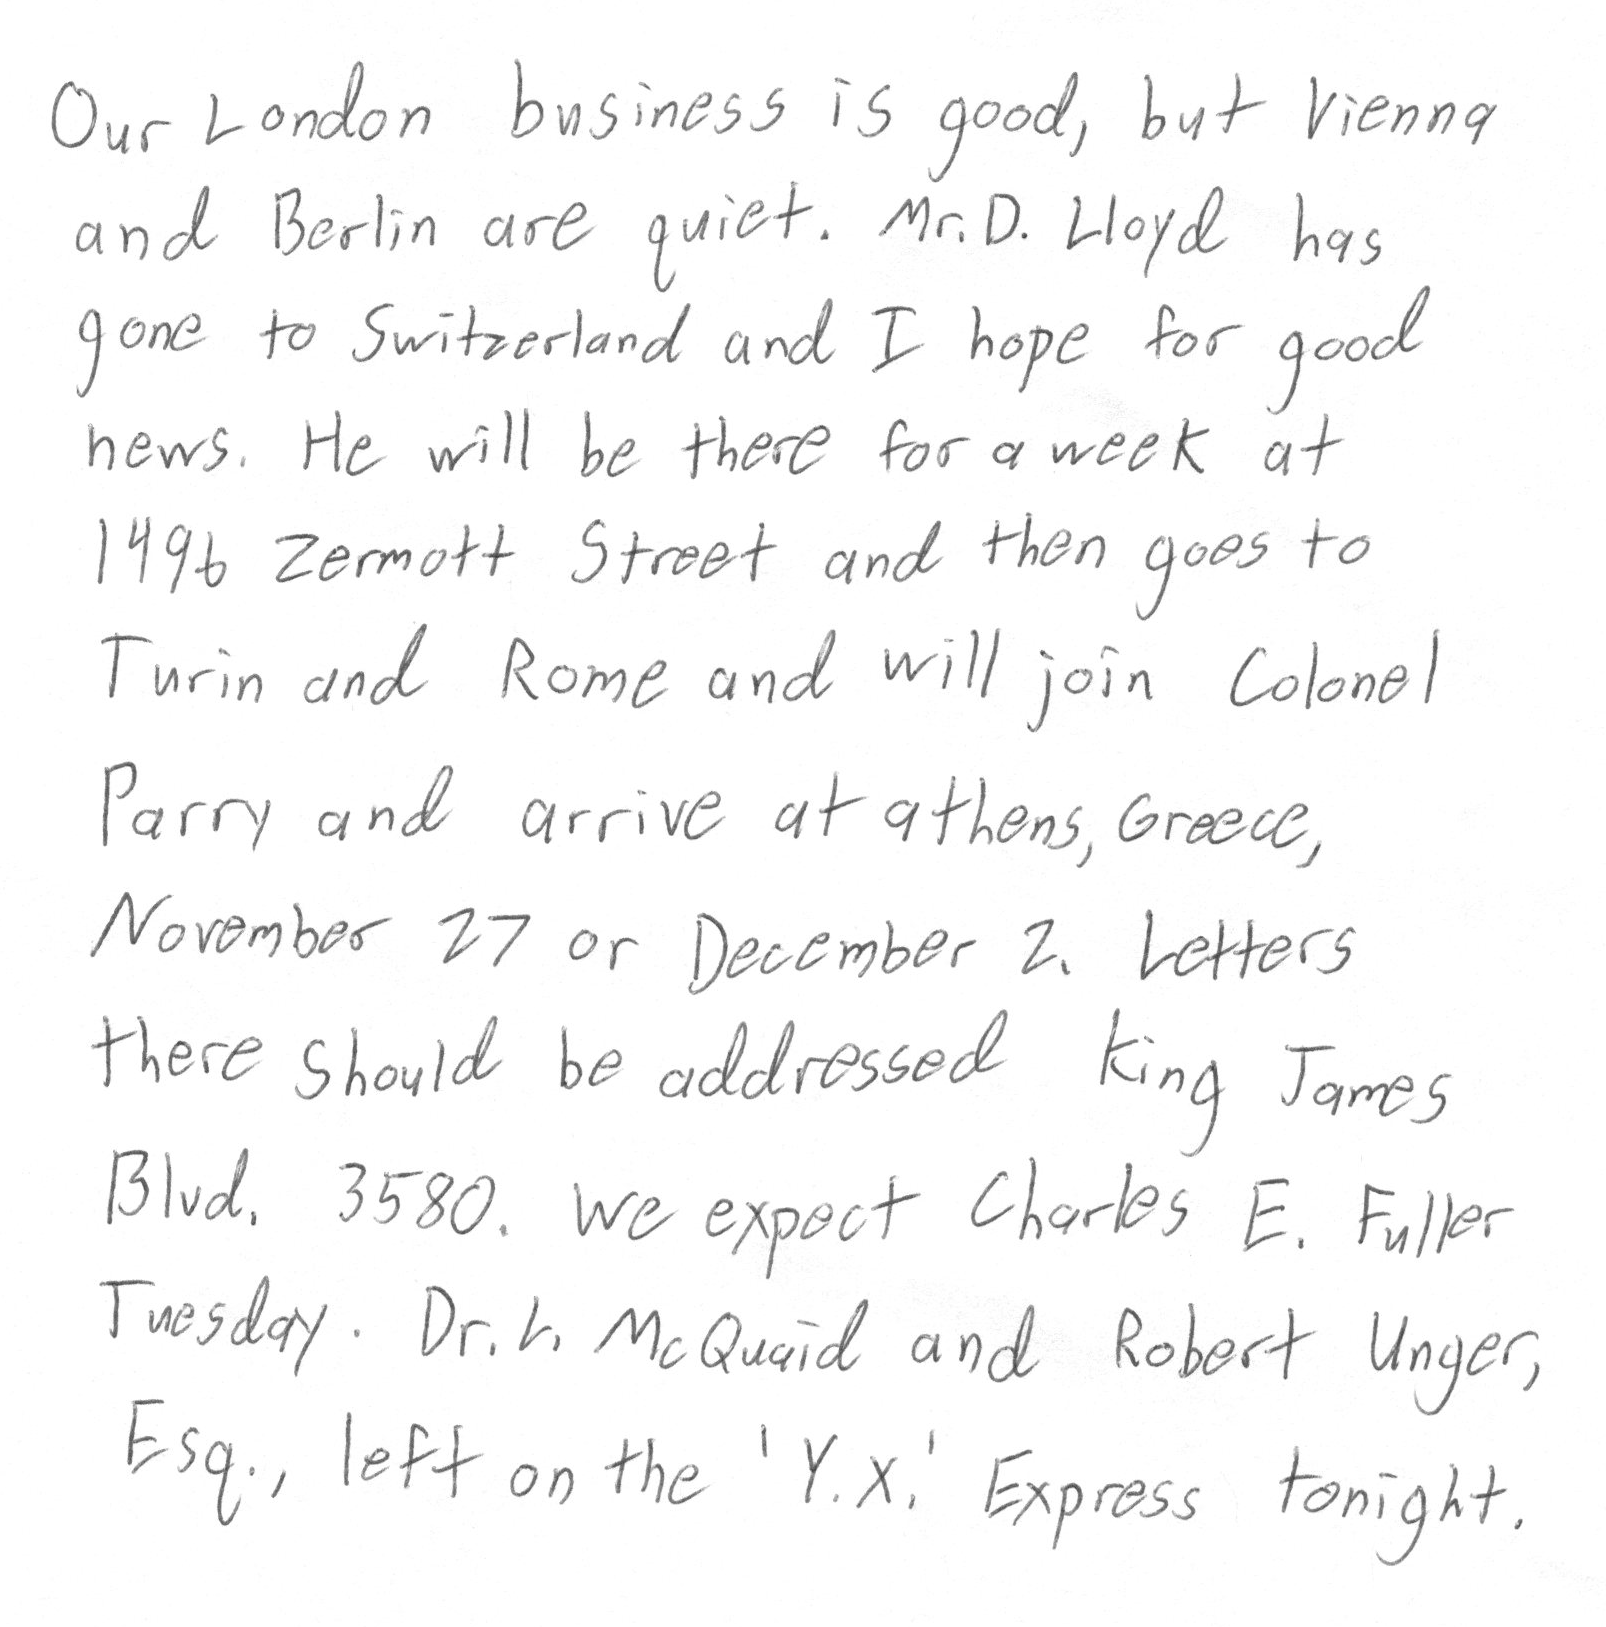 Our London business is good, but Vienna
and Berlin are quiet. Mr. D. Lloyd has
gone to Switzerland and I hope for good
news. He will be there for a week at
1496 Zermott Street and then goes to
Turin and Rome and will join Colonel
Parry and arrive at athens, Greece,
November 27 or December 2. Letters
there should be addressed King James
Blvd. 3580. We expect Charles E. Fuller
Tuesday. Dr. L. McQuaid and Robert Unger,
Esq., left on the 'Y.X.' Express tonight.